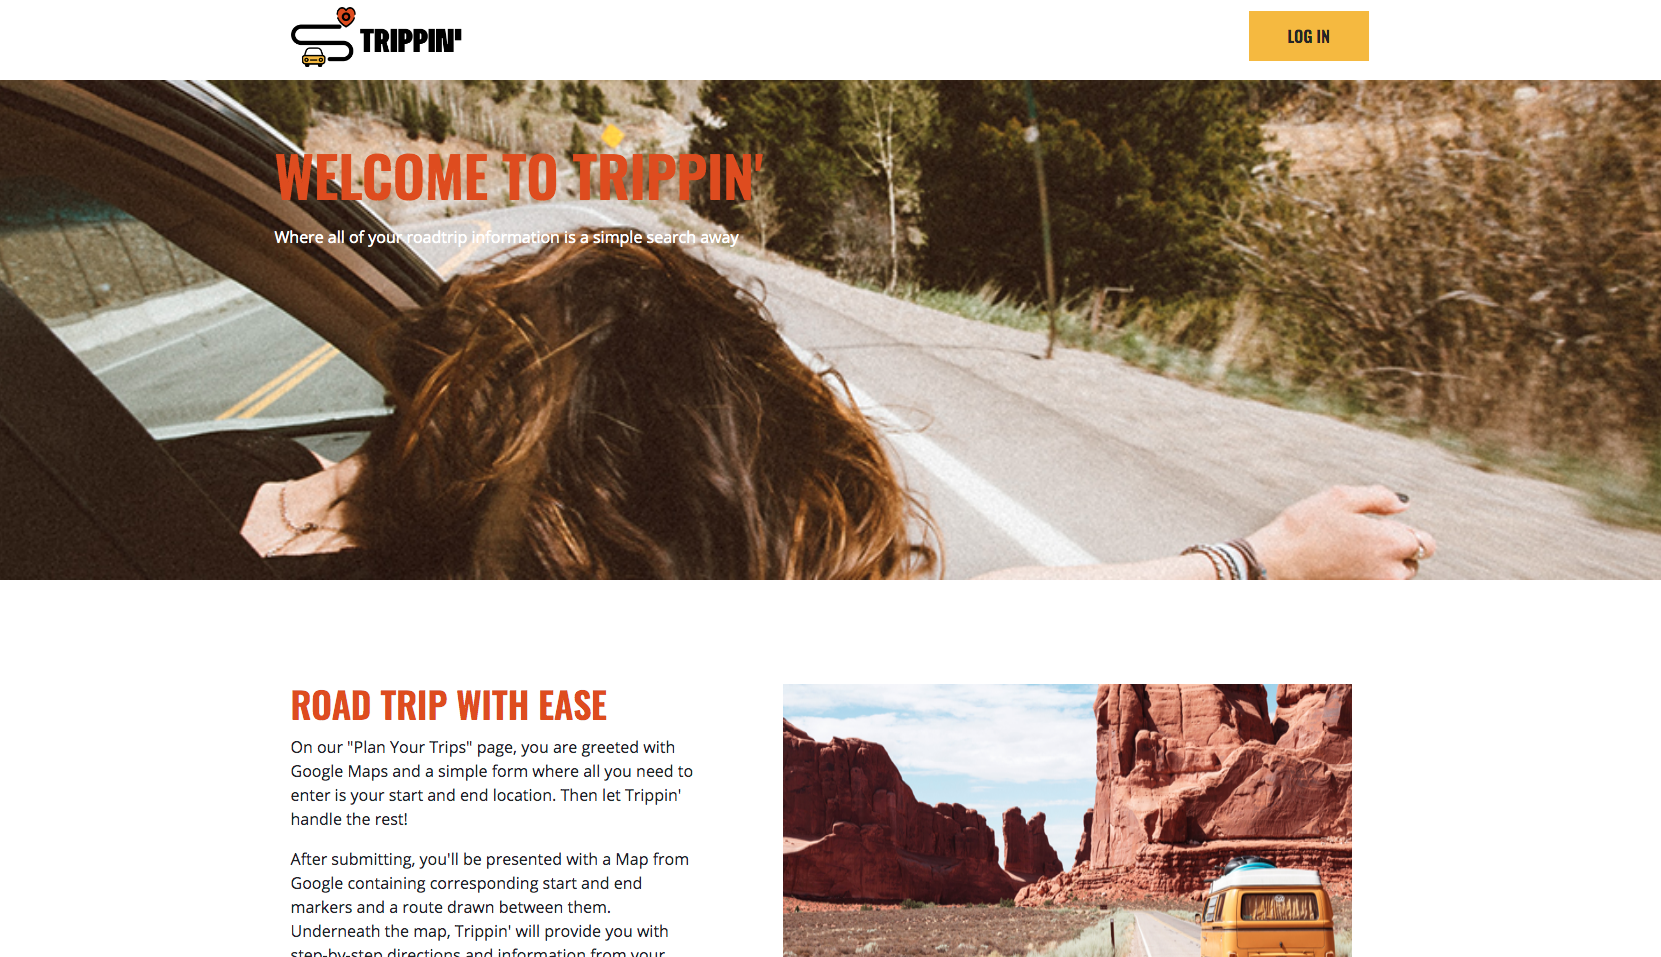 TRIPPIN'
LOG IN
WELCOME TO TRIPPIN'
Where all of your roadtrip information is a simple search away
ROAD TRIP WITH EASE
On our "Plan Your Trips" page, you are greeted with
Google Maps and a simple form where all you need to
enter is your start and end location. Then let Trippin'
handle the rest!
After submitting, you'll be presented with a Map from
Google containing corresponding start and end
markers and a route drawn between them.
Underneath the map, Trippin' will provide you with
step-by-step directions and information from your